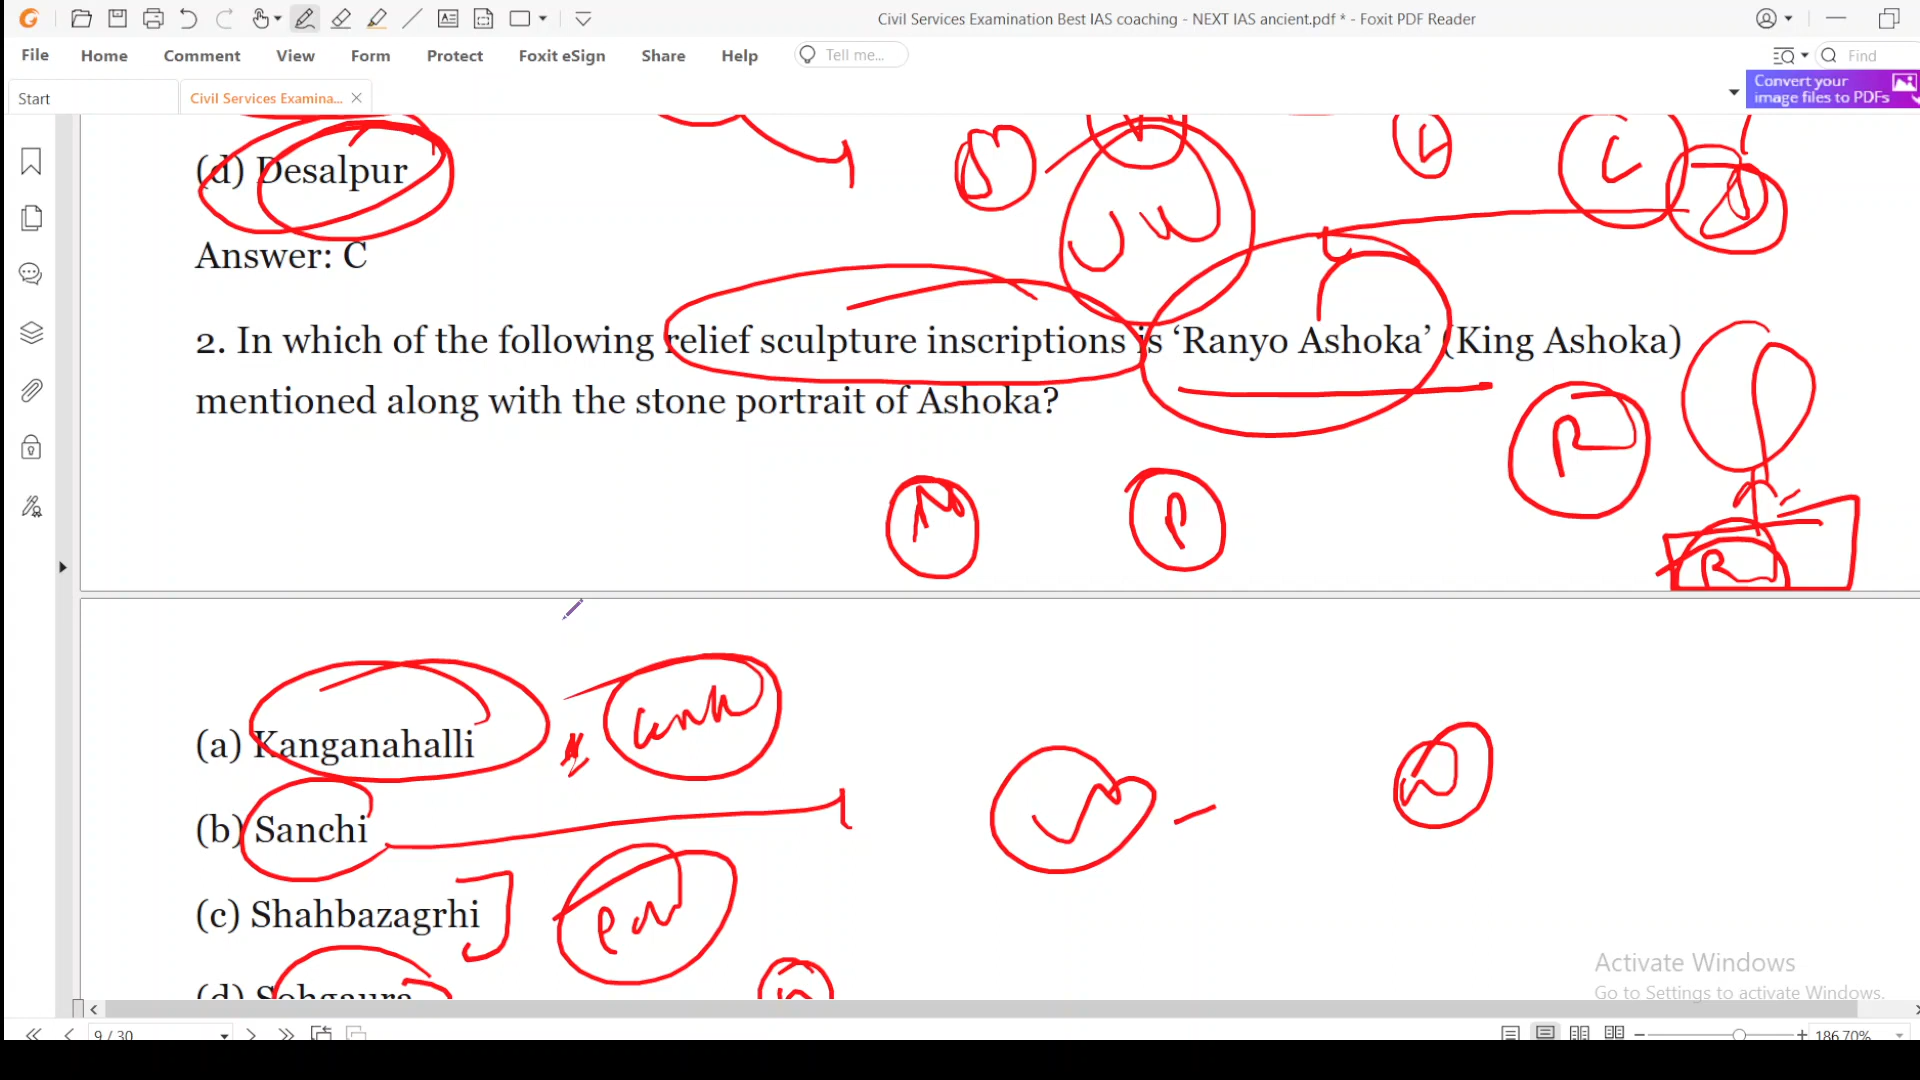 Civil Services Examination Best IAS coaching - NEXT IAS ancient.pdf * - Foxit PDF Reader
File Home Comment View Form Protect Foxit eSign Share Help Tell me... Find
Start Civil Services Examina... Convert your
image files to PDFs
(d) Desalpur
Answer: C
2. In which of the following relief sculpture inscriptions is ‘Ranyo Ashoka’ (King Ashoka)
mentioned along with the stone portrait of Ashoka?
R
M P
R
(a) Kanganahalli
(b) Sanchi
(c) Shahbazagrhi
(d) Sohgaura
Activate Windows
Go to Settings to activate Windows.
9 / 30 186.70%